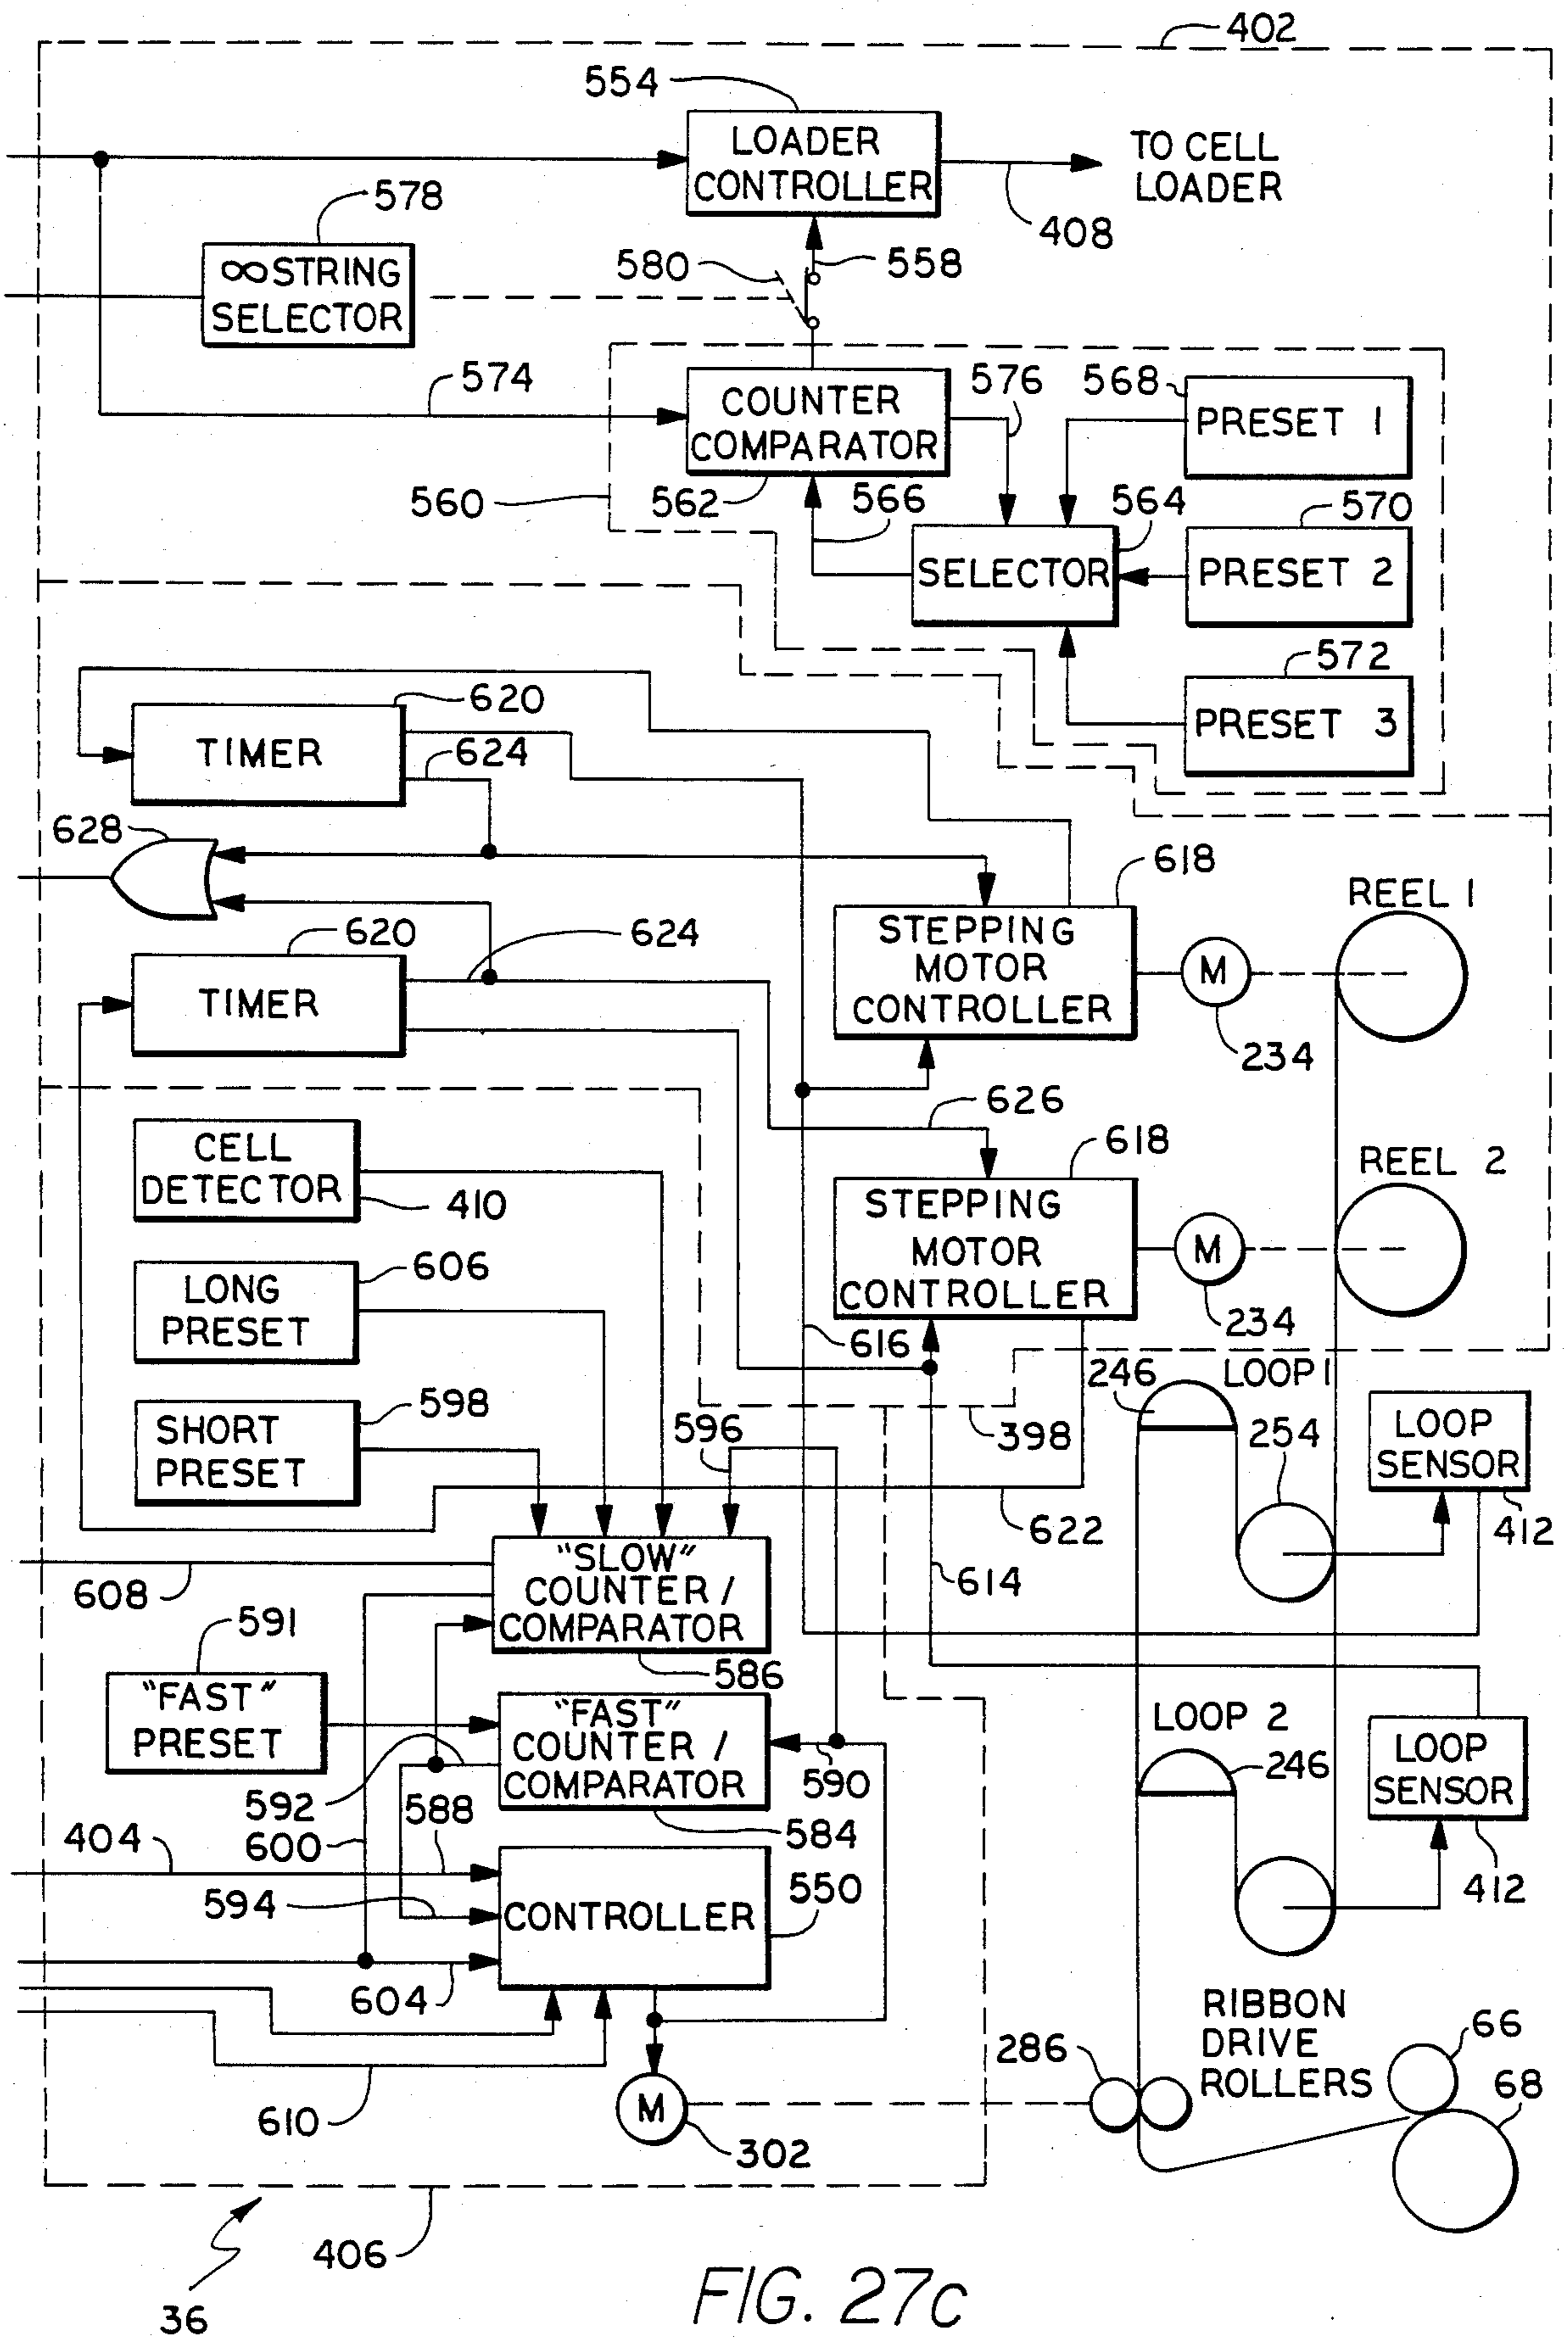 402
554
LOADER
CONTROLLER
TO CELL
LOADER
408
578
∞ STRING
SELECTOR
580
558
574
COUNTER
COMPARATOR
576
568
PRESET 1
560
562
566
564
570
SELECTOR
PRESET 2
572
PRESET 3
620
TIMER
624
628
618
REEL 1
620
624
STEPPING
MOTOR
CONTROLLER
M
TIMER
234
626
618
CELL
DETECTOR
410
REEL 2
STEPPING
MOTOR
CONTROLLER
M
606
LONG
PRESET
234
616
246
LOOP 1
598
SHORT
PRESET
596
398
254
LOOP
SENSOR
412
622
"SLOW"
COUNTER /
COMPARATOR
608
614
591
586
"FAST"
PRESET
"FAST"
COUNTER /
COMPARATOR
LOOP 2
246
LOOP
SENSOR
590
592
588
584
404
600
550
412
594
CONTROLLER
604
RIBBON
DRIVE
ROLLERS
66
286
68
610
M
302
406
36
FIG. 27c